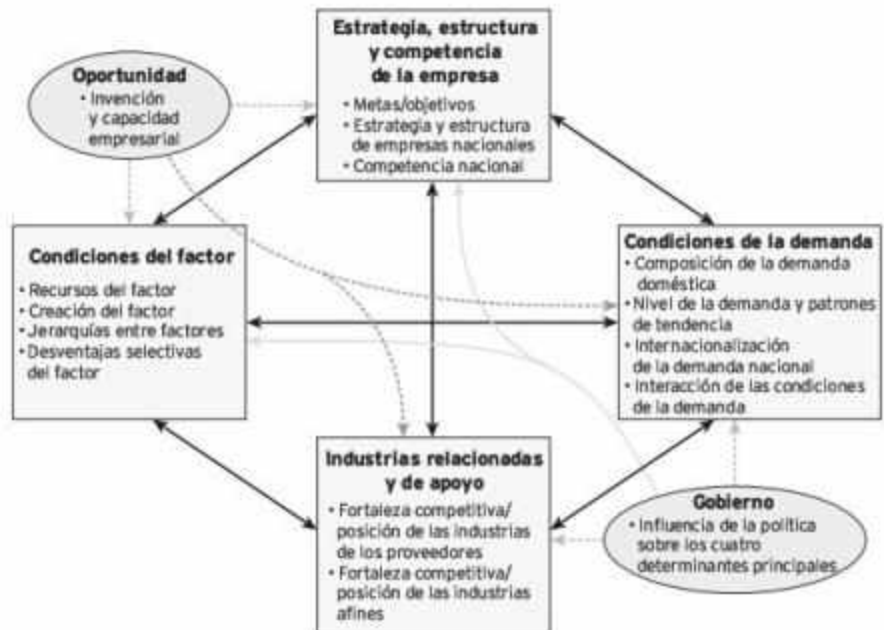 Estrategia, estructura
y competencia
de la empresa
• Metas/objetivos
• Estrategia y estructura
de empresas nacionales
• Competencia nacional
Oportunidad
• Invención
y capacidad
empresarial
Condiciones del factor
• Recursos del factor
• Creación del factor
• Jerarquías entre factores
• Desventajas selectivas
del factor
Condiciones de la demanda
• Composición de la demanda
doméstica
• Nivel de la demanda y patrones
de tendencia
• Internacionalización
de la demanda nacional
• Interacción de las condiciones
de la demanda
Industrias relacionadas
y de apoyo
• Fortaleza competitiva/
posición de las industrias
de los proveedores
• Fortaleza competitiva/
posición de las industrias
afines
Gobierno
• Influencia de la política
sobre los cuatro
determinantes principales